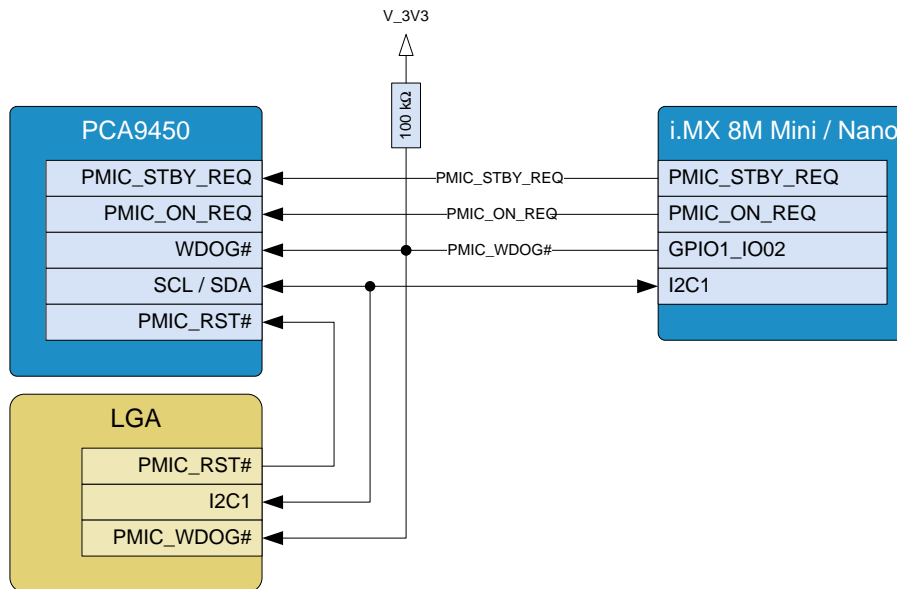 V_3V3
100 kΩ
PCA9450
PMIC_STBY_REQ
PMIC_ON_REQ
WDOG#
SCL / SDA
PMIC_RST#
PMIC_STBY_REQ
PMIC_ON_REQ
PMIC_WDOG#
i.MX 8M Mini / Nano
PMIC_STBY_REQ
PMIC_ON_REQ
GPIO1_IO02
I2C1
LGA
PMIC_RST#
I2C1
PMIC_WDOG#